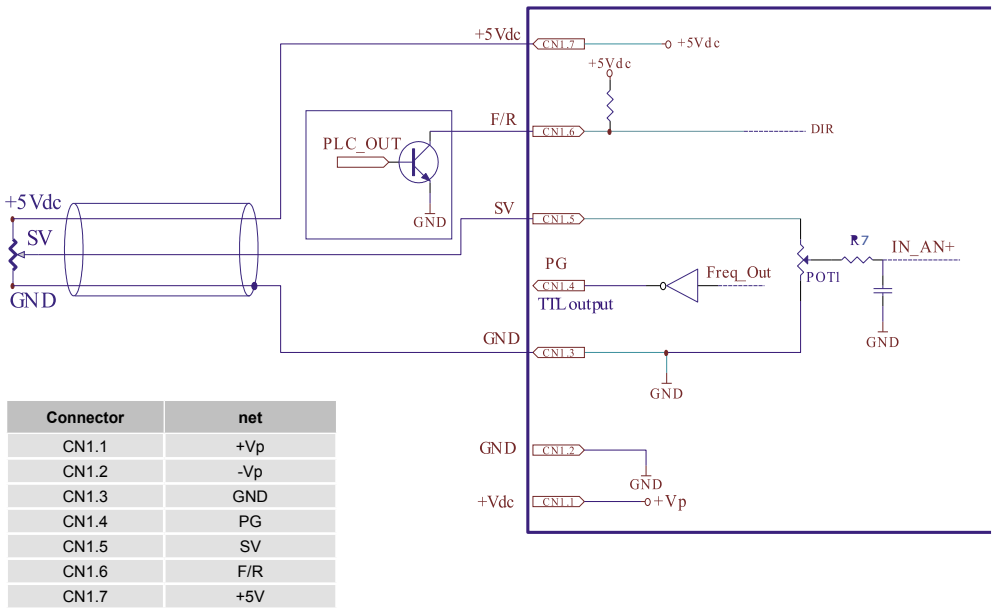 +5Vdc
CN1.7
+5Vdc
+5Vdc
F/R
CN1.6
DIR
PLC_OUT
GND
+5Vdc
SV
GND
SV
CN1.5
R7
IN_AN+
POT1
GND
PG
CN1.4
TTL output
Freq_Out
GND
CN1.3
GND
GND
CN1.2
GND
+Vdc
CN1.1
+Vp
Connector net
CN1.1 +Vp
CN1.2 -Vp
CN1.3 GND
CN1.4 PG
CN1.5 SV
CN1.6 F/R
CN1.7 +5V